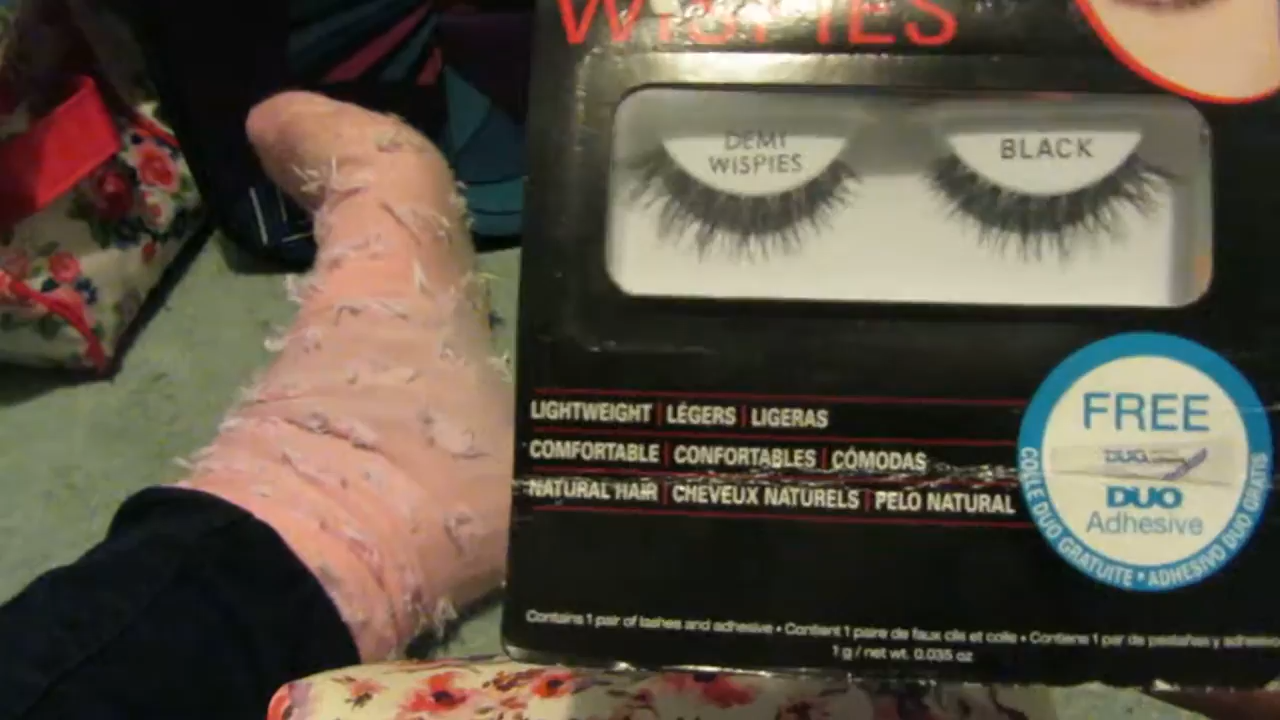 WISPIES
DEMI
WISPIES
BLACK
LIGHTWEIGHT | LÉGERS | LIGERAS
COMFORTABLE | CONFORTABLES | CÓMODAS
NATURAL HAIR | CHEVEUX NATURELS | PELO NATURAL
FREE
DUO
DUO
Adhesive
COLLE DUO GRATUITE • ADHESIVO DUO GRATIS
Contains 1 pair of lashes and adhesive • Contient 1 paire de faux cils et colle • Contiene 1 par de pestañas y
1 g / net wt. 0.035 oz